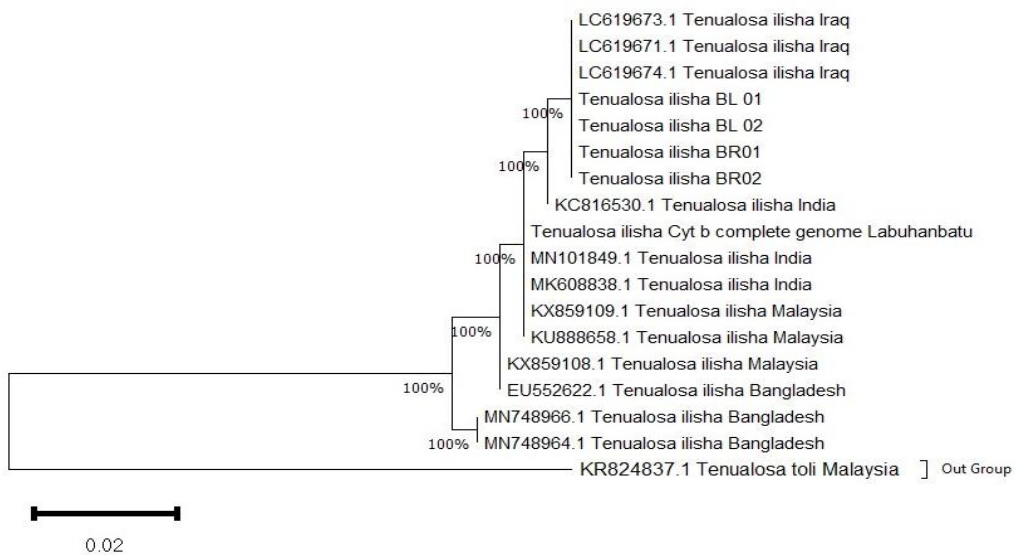 LC619673.1 Tenualosa ilisha Iraq
LC619671.1 Tenualosa ilisha Iraq
LC619674.1 Tenualosa ilisha Iraq
Tenualosa ilisha BL 01
100%
Tenualosa ilisha BL 02
Tenualosa ilisha BR01
100%
Tenualosa ilisha BR02
KC816530.1 Tenualosa ilisha India
Tenualosa ilisha Cyt b complete genome Labuhanbatu
100%
MN101849.1 Tenualosa ilisha India
MK608838.1 Tenualosa ilisha India
KX859109.1 Tenualosa ilisha Malaysia
100%
KU888658.1 Tenualosa ilisha Malaysia
KX859108.1 Tenualosa ilisha Malaysia
100%
EU552622.1 Tenualosa ilisha Bangladesh
MN748966.1 Tenualosa ilisha Bangladesh
100%
MN748964.1 Tenualosa ilisha Bangladesh
KR824837.1 Tenualosa toli Malaysia
Out Group
0.02